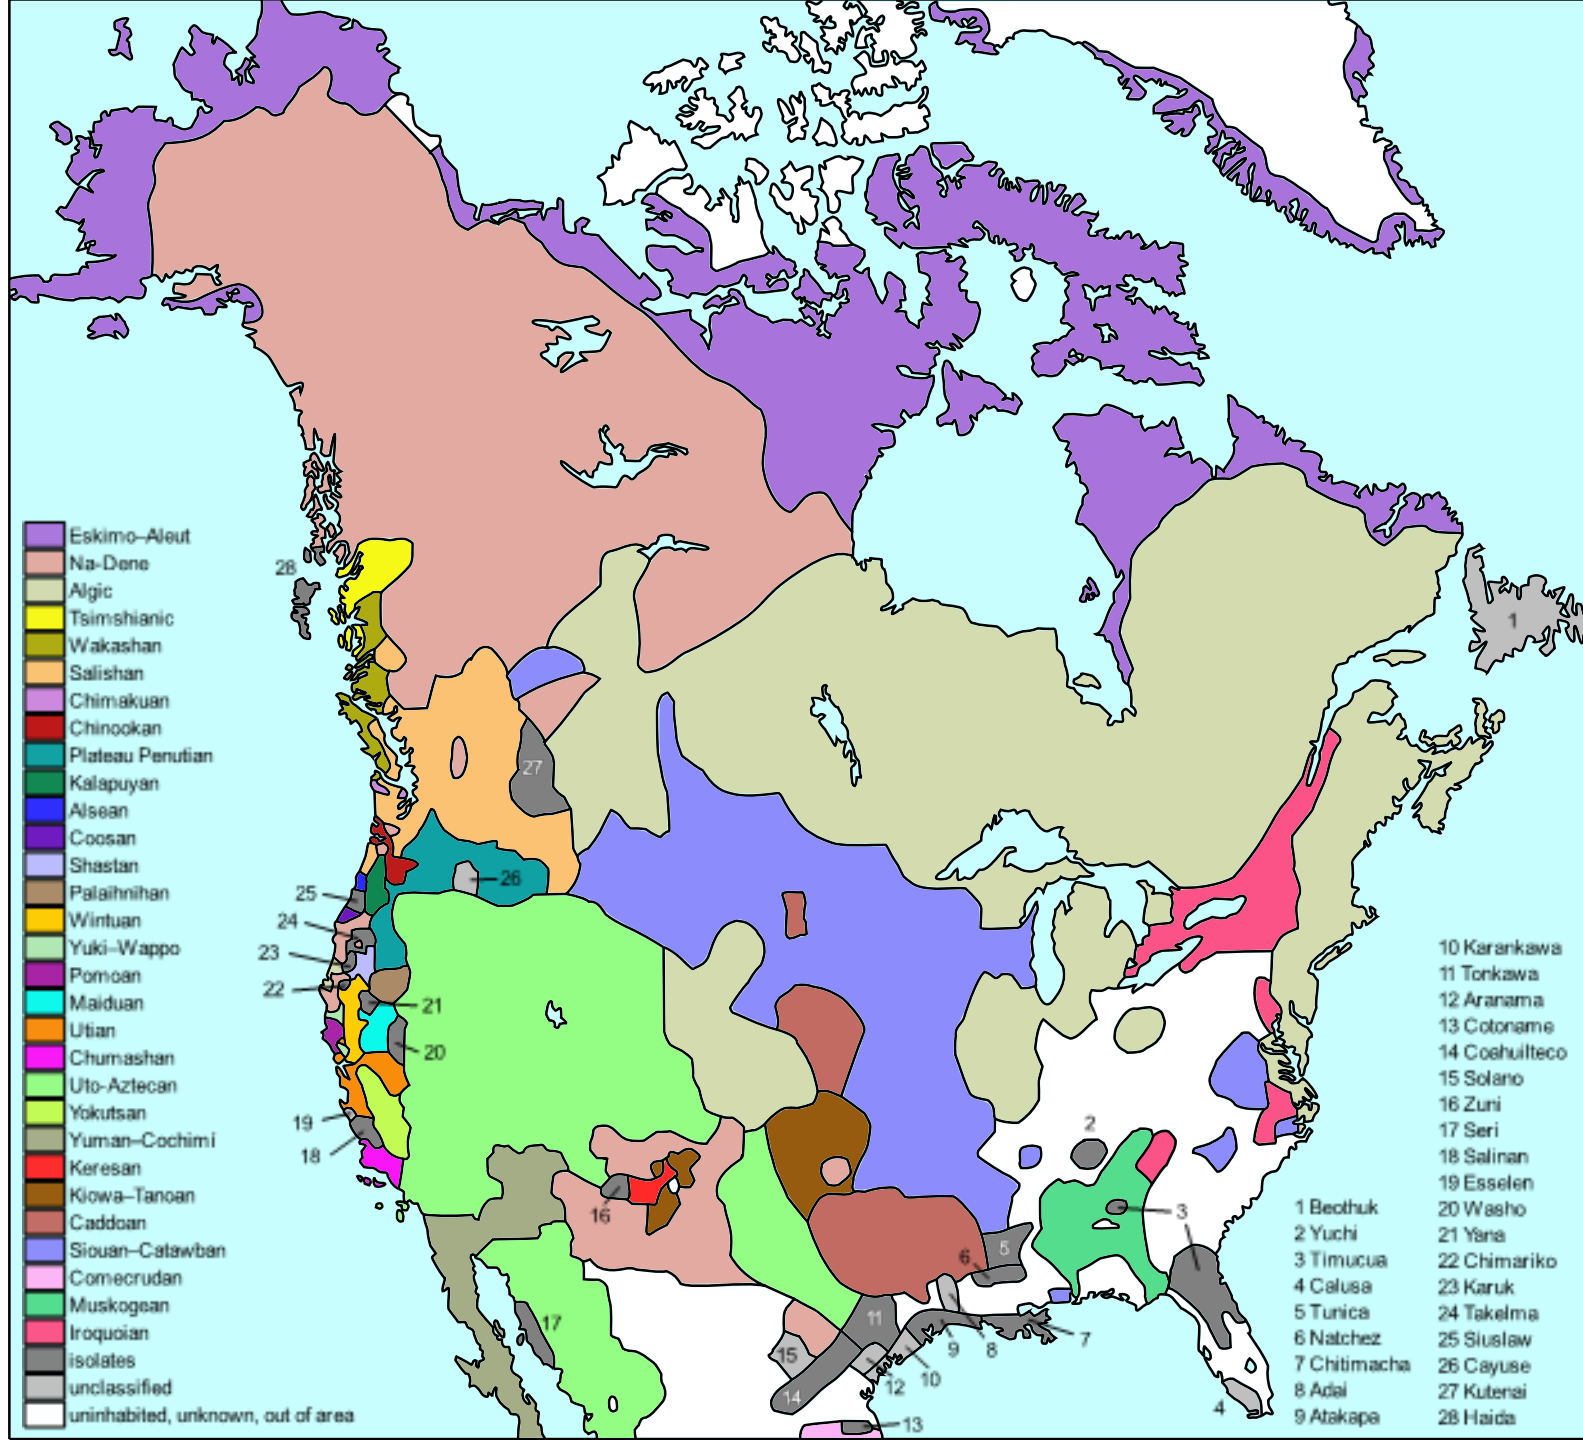 Eskimo–Aleut
Na-Dene
Algic
Tsimshianic
Wakashan
Salishan
Chimakuan
Chinookan
Plateau Penutian
Kalapuyan
Alsean
Coosan
Shastan
Palaihnihan
Wintuan
Yuki–Wappo
Pomoan
Maiduan
Utian
Chumashan
Uto-Aztecan
Yokutsan
Yuman–Cochimí
Keresan
Kiowa–Tanoan
Caddoan
Siouan–Catawban
Comecrudan
Muskogean
Iroquoian
isolates
unclassified
uninhabited, unknown, out of area
28
1
27
26
25
24
23
22
21
20
19
18
2
16
3
5
6
17
11
7
15
9
8
10
12
14
4
13
1 Beothuk
2 Yuchi
3 Timucua
4 Calusa
5 Tunica
6 Natchez
7 Chitimacha
8 Adai
9 Atakapa
10 Karankawa
11 Tonkawa
12 Aranama
13 Cotoname
14 Coahuilteco
15 Solano
16 Zuni
17 Seri
18 Salinan
19 Esselen
20 Washo
21 Yana
22 Chimariko
23 Karuk
24 Takelma
25 Siuslaw
26 Cayuse
27 Kutenai
28 Haida